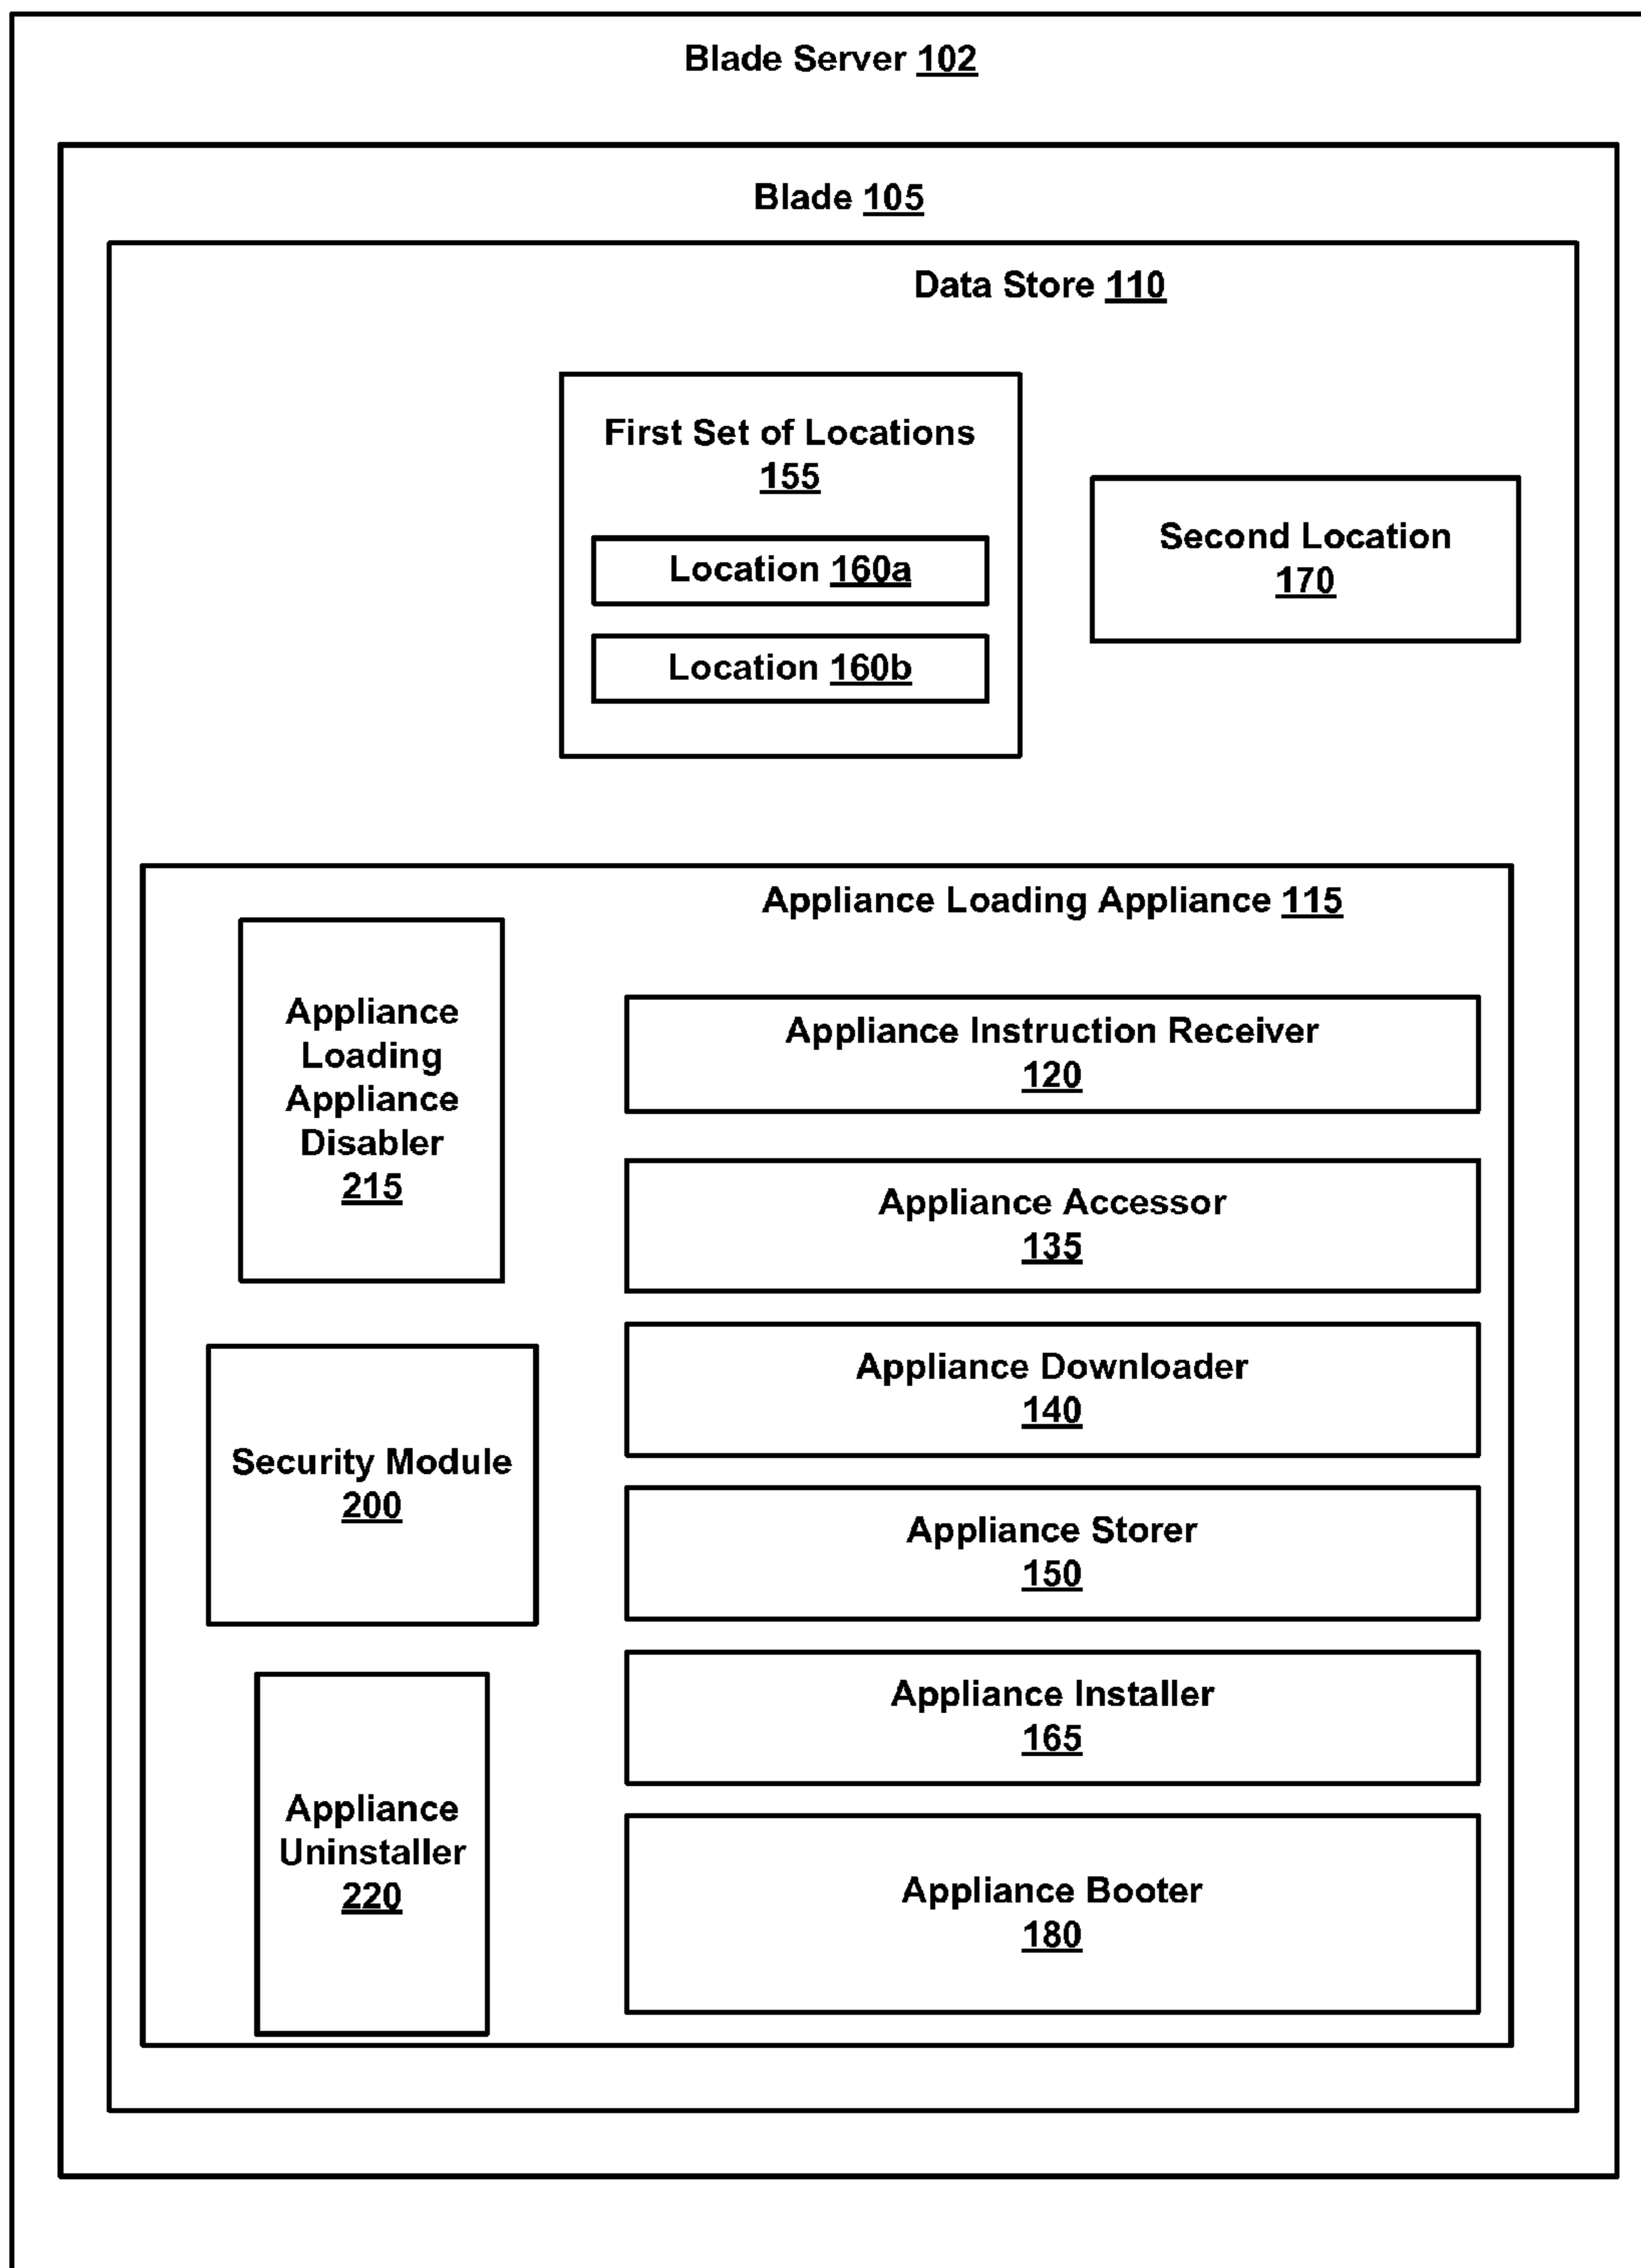 Blade Server 102
Blade 105
Data Store 110
First Set of Locations
155
Location 160a
Location 160b
Second Location
170
Appliance Loading Appliance 115
Appliance
Loading
Appliance
Disabler
215
Security Module
200
Appliance
Uninstaller
220
Appliance Instruction Receiver
120
Appliance Accessor
135
Appliance Downloader
140
Appliance Storer
150
Appliance Installer
165
Appliance Booter
180